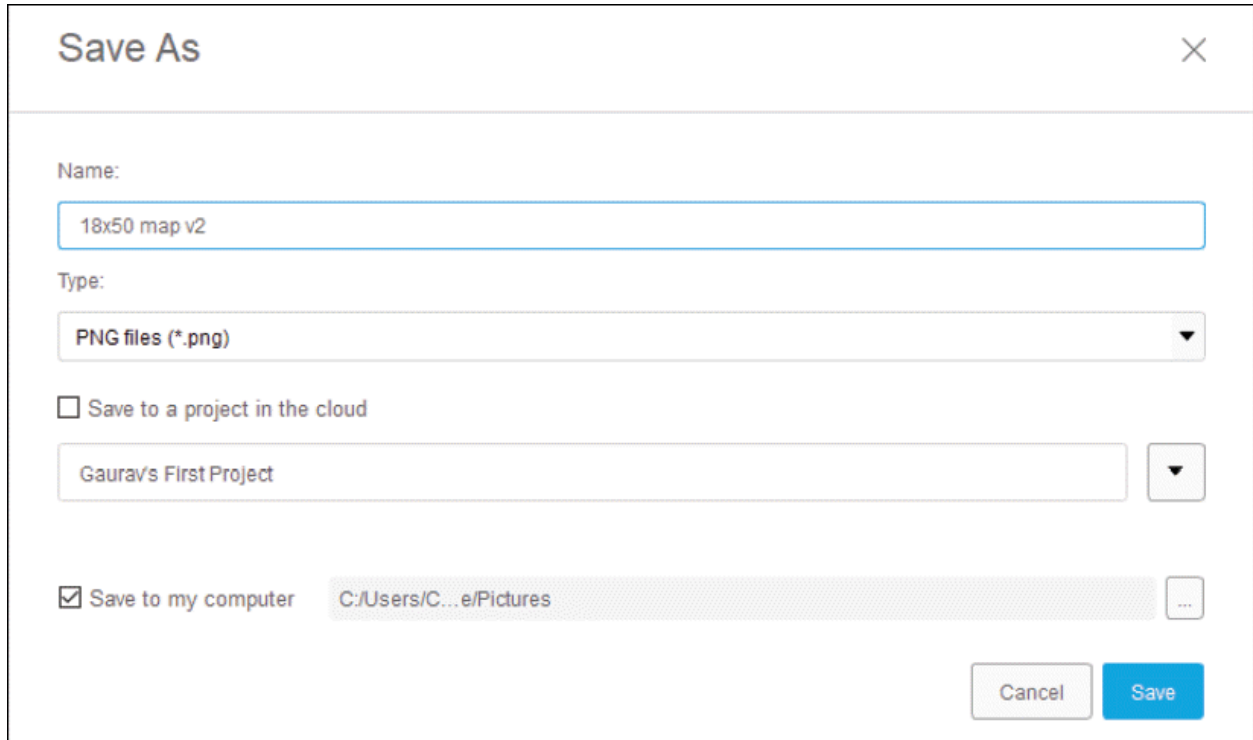 Save As
Name:
18x50 map v2
Type:
PNG files (*.png)
Save to a project in the cloud
Gaurav's First Project
Save to my computer C:/Users/C...e/Pictures ...
Cancel Save